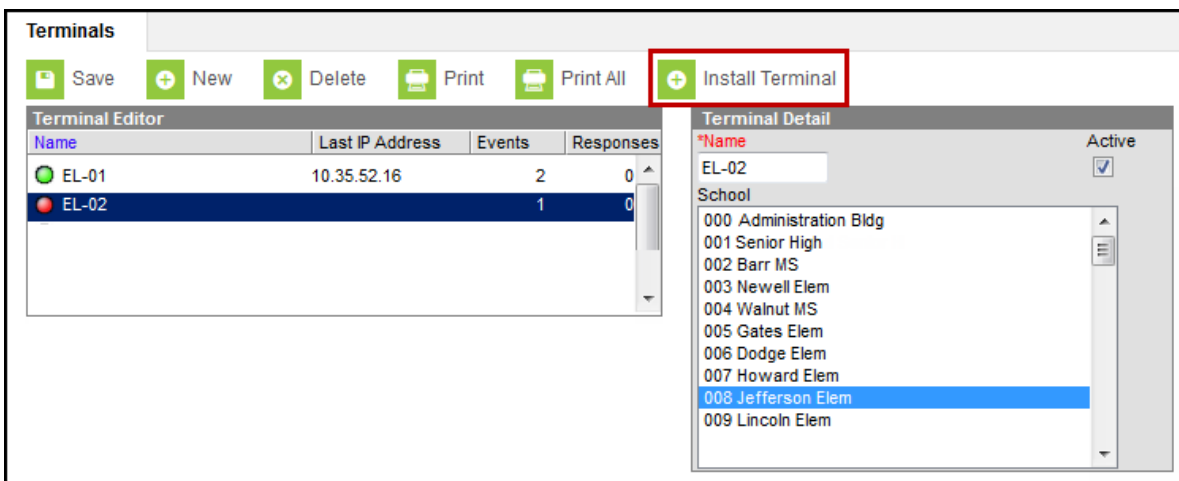 Terminals
Save New Delete Print Print All Install Terminal
Terminal Editor
Name Last IP Address Events Responses
EL-01 10.35.52.16 2 0
EL-02 1 0
Terminal Detail
*Name Active
EL-02
School
000 Administration Bldg
001 Senior High
002 Barr MS
003 Newell Elem
004 Walnut MS
005 Gates Elem
006 Dodge Elem
007 Howard Elem
008 Jefferson Elem
009 Lincoln Elem